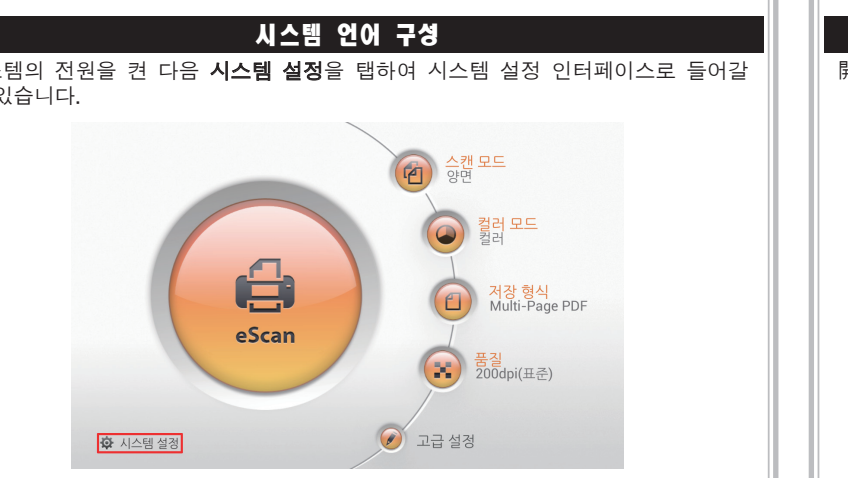 시스템 언어 구성
전원을 켠 다음 시스템 설정을 탭하여 시스템 설정 인터페이스로 들어갈
있습니다.
스캔 모드
양면
컬러 모드
컬러
저장 형식
Multi-Page PDF
eScan
품질
200dpi(표준)
시스템 설정
고급 설정